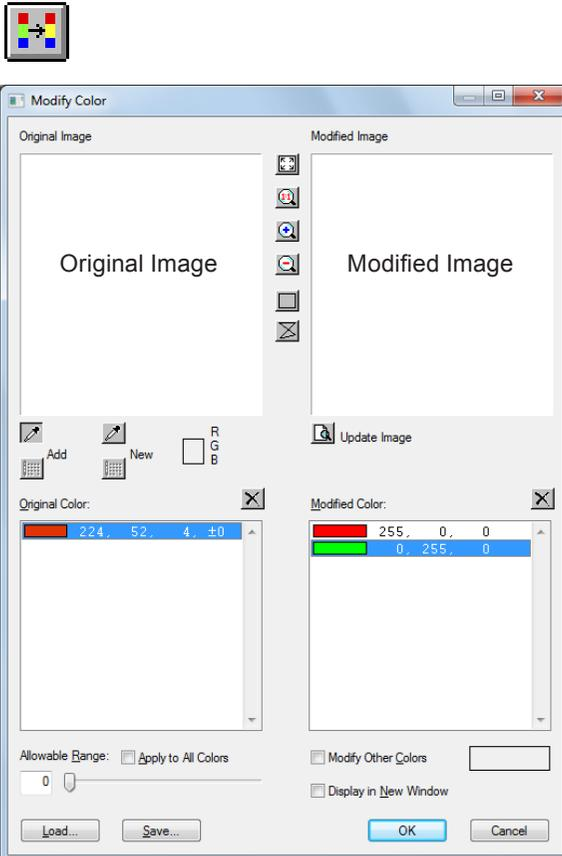 Modify Color
Original Image
Modified Image
1:1
Original Image
Modified Image
Add
New
R
G
B
Update Image
Original Color:
Modified Color:
224, 52, 4, ±0
255, 0, 0
0, 255, 0
Allowable Range:
Apply to All Colors
0
Modify Other Colors
Display in New Window
Load...
Save...
OK
Cancel